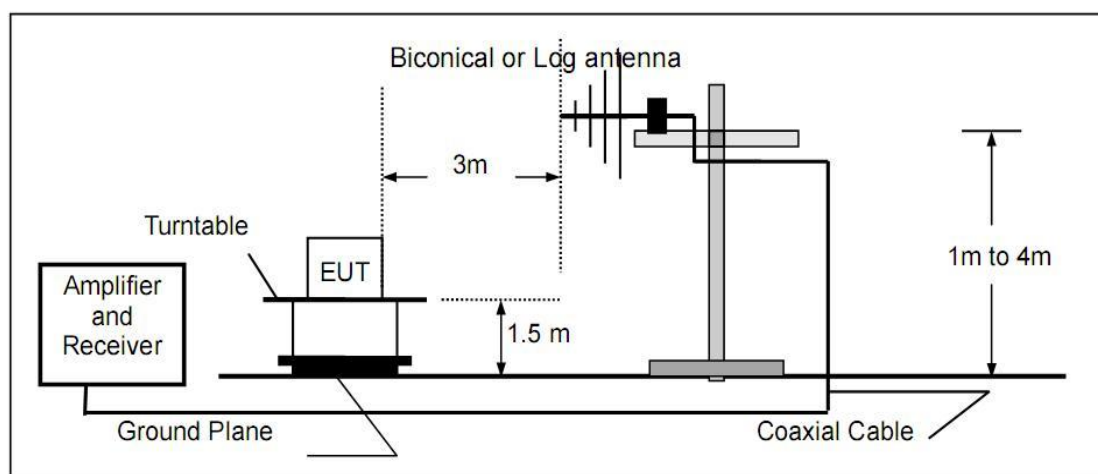 Biconical or Log antenna
3m
Turntable
EUT
1m to 4m
Amplifier
and
Receiver
1.5 m
Ground Plane
Coaxial Cable